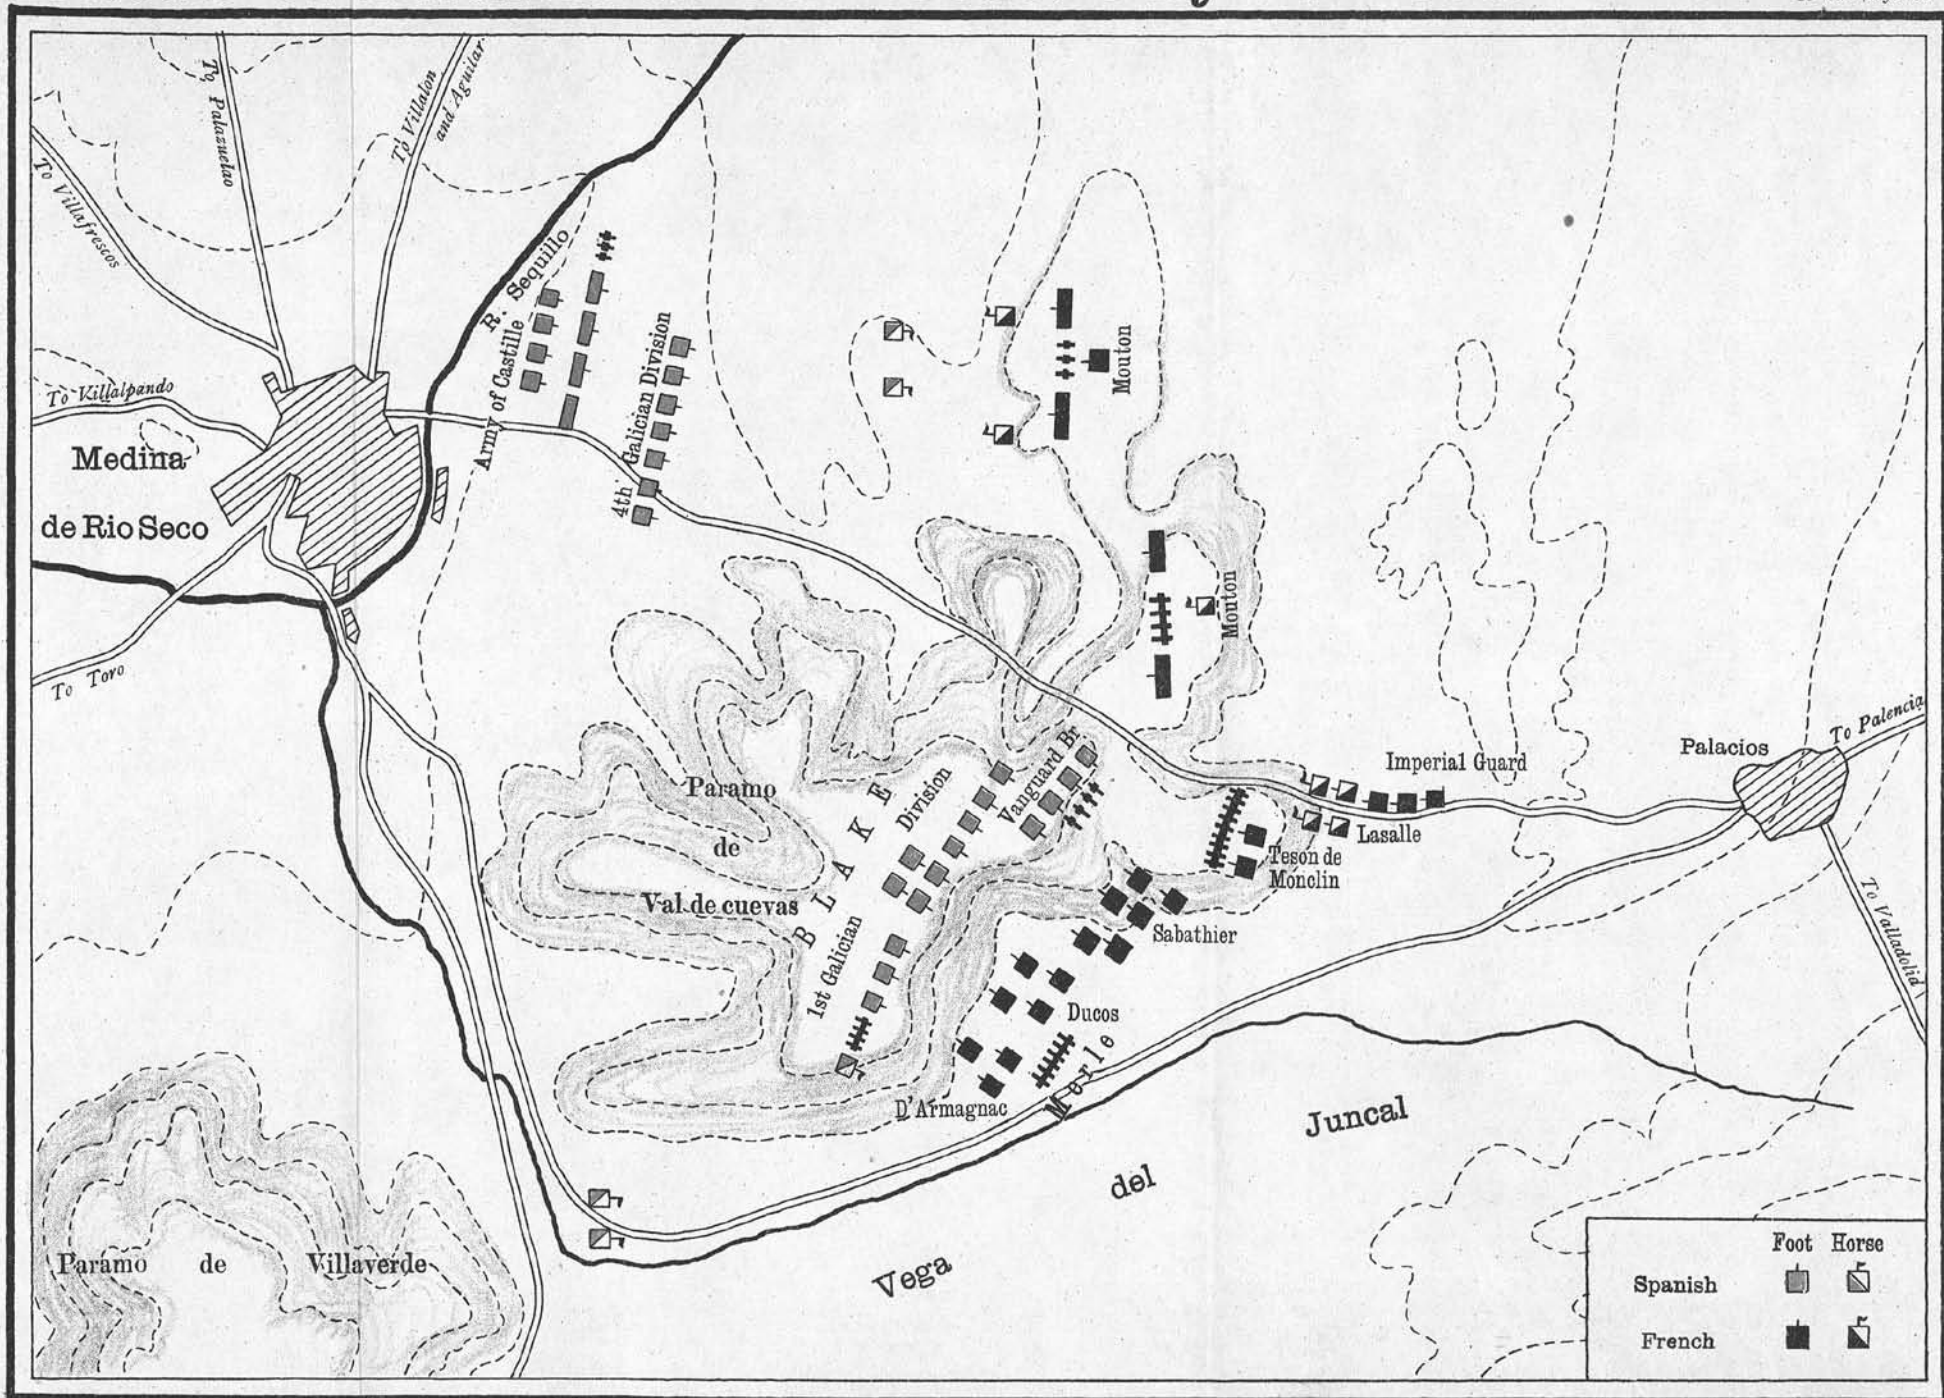 To Palazuelao
To Villalon
and Aguilar
To Villafrescos
R. Sequillo
Army of Castille
4th Galician Division
Mouton
To Villalpando
Medina
de Rio Seco
Mouton
To Toro
Palacios
To Palencia
Imperial Guard
Vanguard Br
Division
Paramo
de
Val de cuevas
BLAKE
1st Galician
Lasalle
Teson de
Monclin
Sabathier
To Valladolid
Ducos
Merle
D'Armagnac
Vega del Juncal
Paramo de Villaverde
Foot Horse
Spanish
French